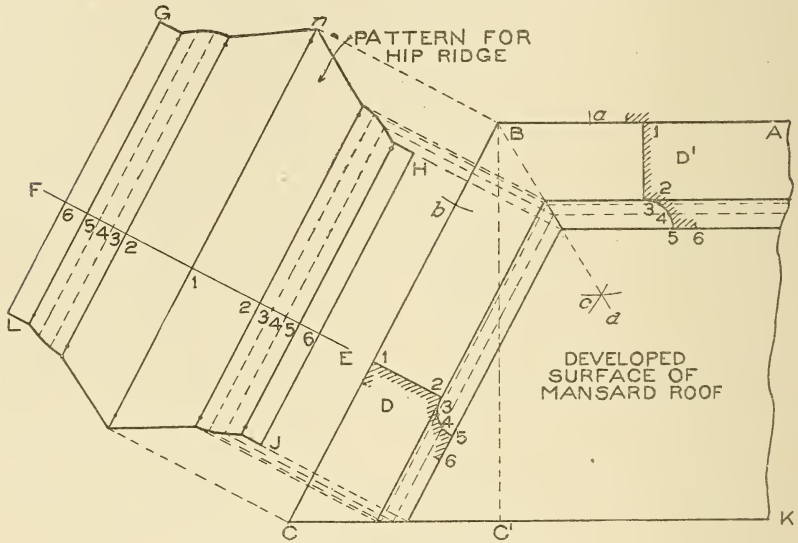 G
n
PATTERN FOR
HIP RIDGE
B
a
1
A
D'
2
3
4
5
6
H
b
F
6
5
4
3
2
1
2
3
4
5
6
E
L
J
c
d
DEVELOPED
SURFACE OF
MANSARD ROOF
1
D
2
3
4
5
6
C
C'
K